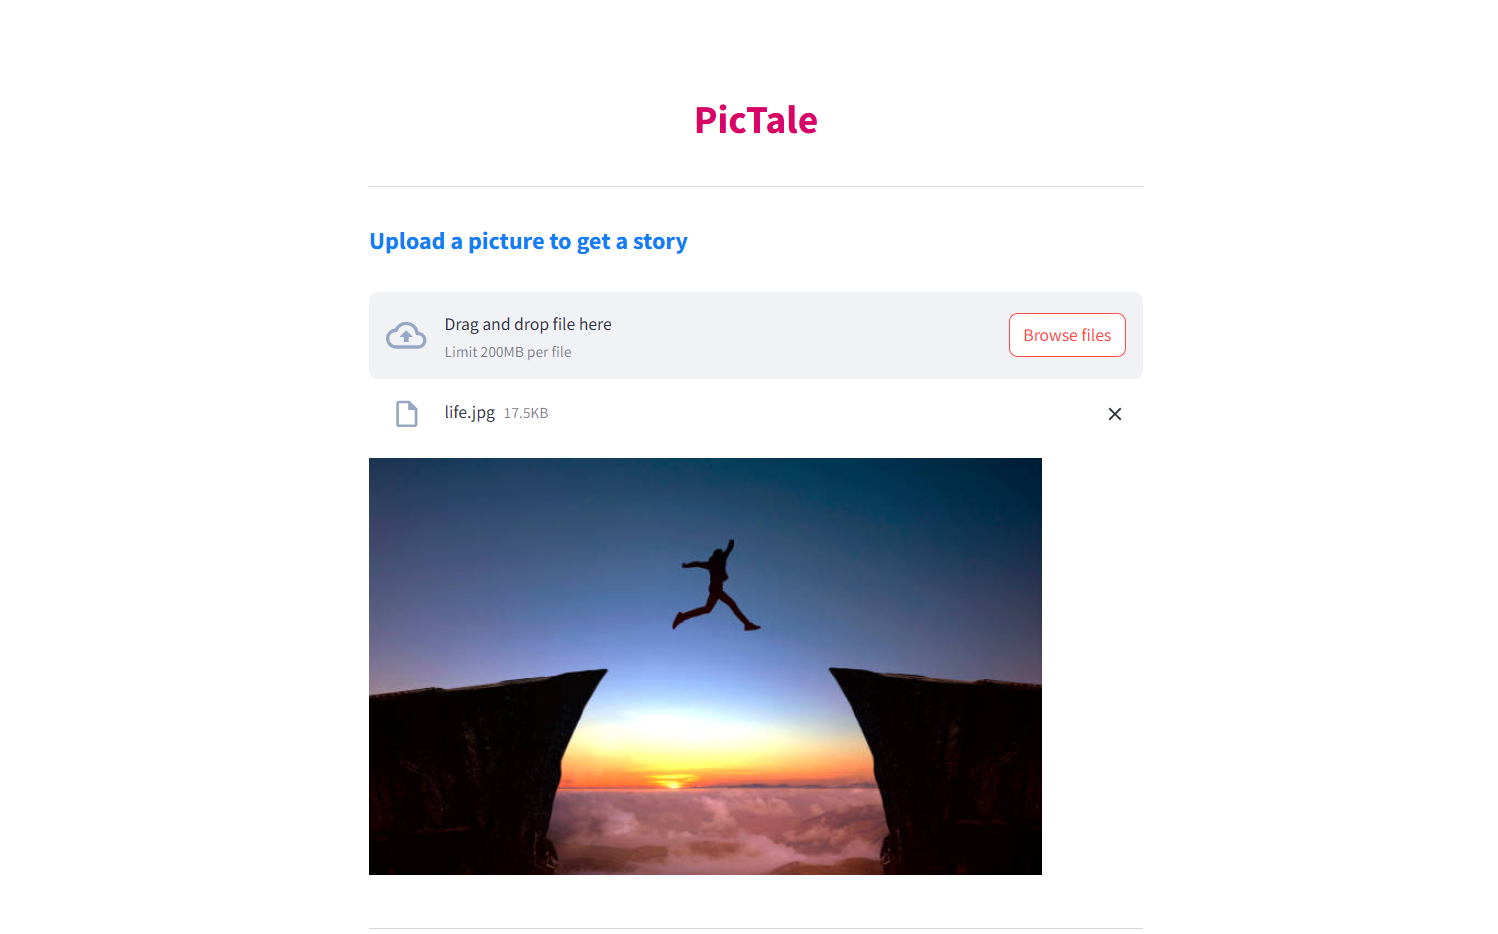 PicTale
Upload a picture to get a story
Drag and drop file here
Limit 200MB per file
Browse files
life.jpg 17.5KB